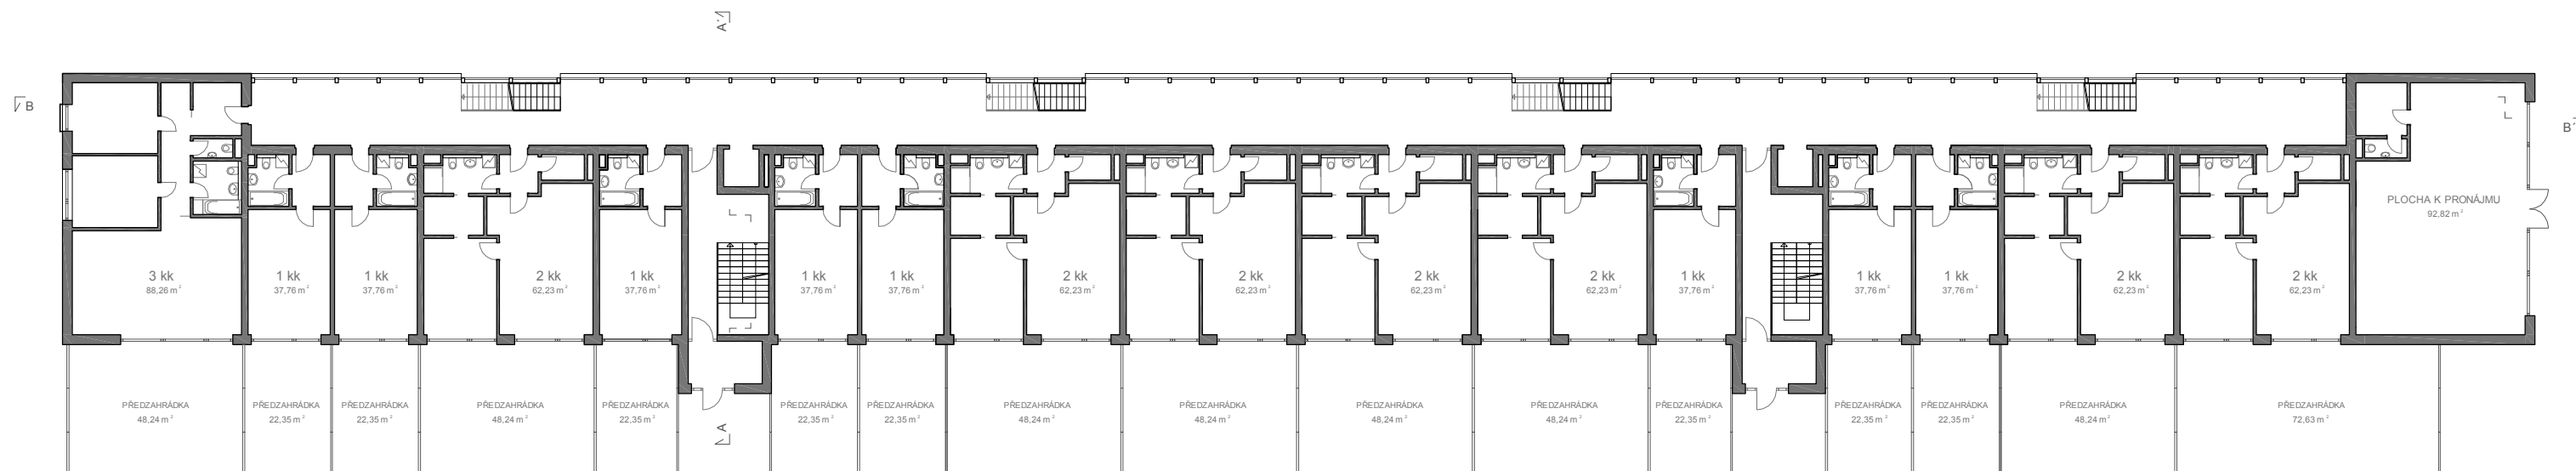 A'
B
B'
PLOCHA K PRONÁJMU
92,82 m²
3 kk
88,26 m²
1 kk
37,76 m²
1 kk
37,76 m²
2 kk
62,23 m²
1 kk
37,76 m²
1 kk
37,76 m²
1 kk
37,76 m²
2 kk
62,23 m²
2 kk
62,23 m²
2 kk
62,23 m²
2 kk
62,23 m²
1 kk
37,76 m²
1 kk
37,76 m²
1 kk
37,76 m²
2 kk
62,23 m²
2 kk
62,23 m²
PŘEDZAHRÁDKA
48,24 m²
PŘEDZAHRÁDKA
22,35 m²
PŘEDZAHRÁDKA
22,35 m²
PŘEDZAHRÁDKA
48,24 m²
PŘEDZAHRÁDKA
22,35 m²
A
PŘEDZAHRÁDKA
22,35 m²
PŘEDZAHRÁDKA
22,35 m²
PŘEDZAHRÁDKA
48,24 m²
PŘEDZAHRÁDKA
48,24 m²
PŘEDZAHRÁDKA
48,24 m²
PŘEDZAHRÁDKA
48,24 m²
PŘEDZAHRÁDKA
22,35 m²
PŘEDZAHRÁDKA
22,35 m²
PŘEDZAHRÁDKA
22,35 m²
PŘEDZAHRÁDKA
48,24 m²
PŘEDZAHRÁDKA
72,63 m²